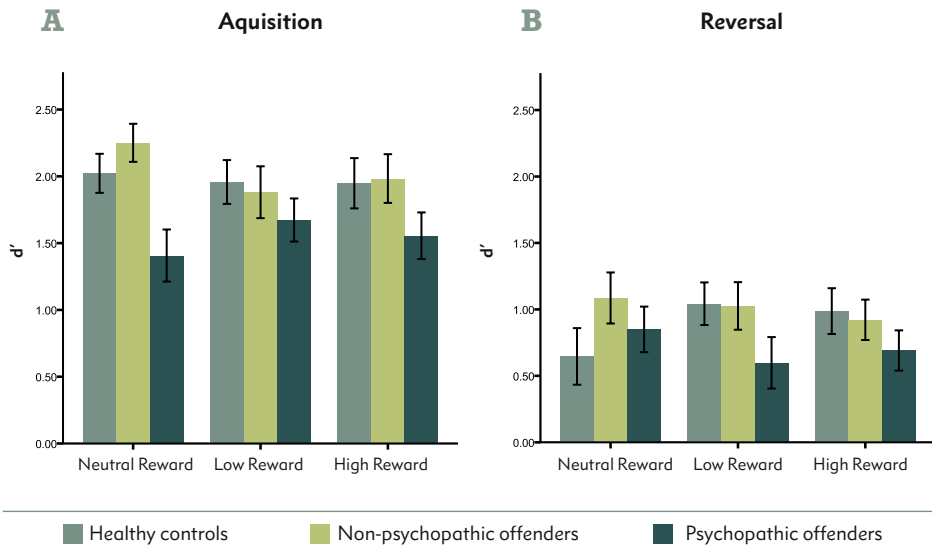 A Aquisition
2.50
2.00
1.50
1.00
0.50
0.00
d'
Neutral Reward Low Reward High Reward
B Reversal
2.50
2.00
1.50
1.00
0.50
0.00
d'
Neutral Reward Low Reward High Reward
Healthy controls Non-psychopathic offenders Psychopathic offenders